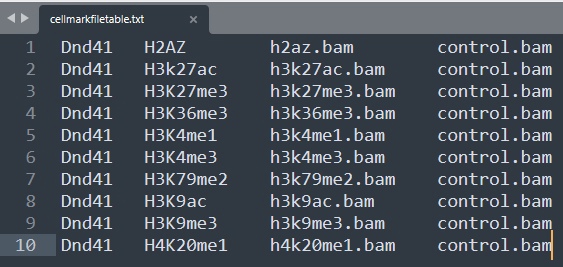 cellmarkfiletable.txt ×
1 Dnd41 H2AZ h2az.bam control.bam
2 Dnd41 H3k27ac h3k27ac.bam control.bam
3 Dnd41 H3K27me3 h3k27me3.bam control.bam
4 Dnd41 H3K36me3 h3k36me3.bam control.bam
5 Dnd41 H3K4me1 h3k4me1.bam control.bam
6 Dnd41 H3K4me3 h3k4me3.bam control.bam
7 Dnd41 H3K79me2 h3k79me2.bam control.bam
8 Dnd41 H3K9ac h3k9ac.bam control.bam
9 Dnd41 H3K9me3 h3k9me3.bam control.bam
10 Dnd41 H4K20me1 h4k20me1.bam control.bam